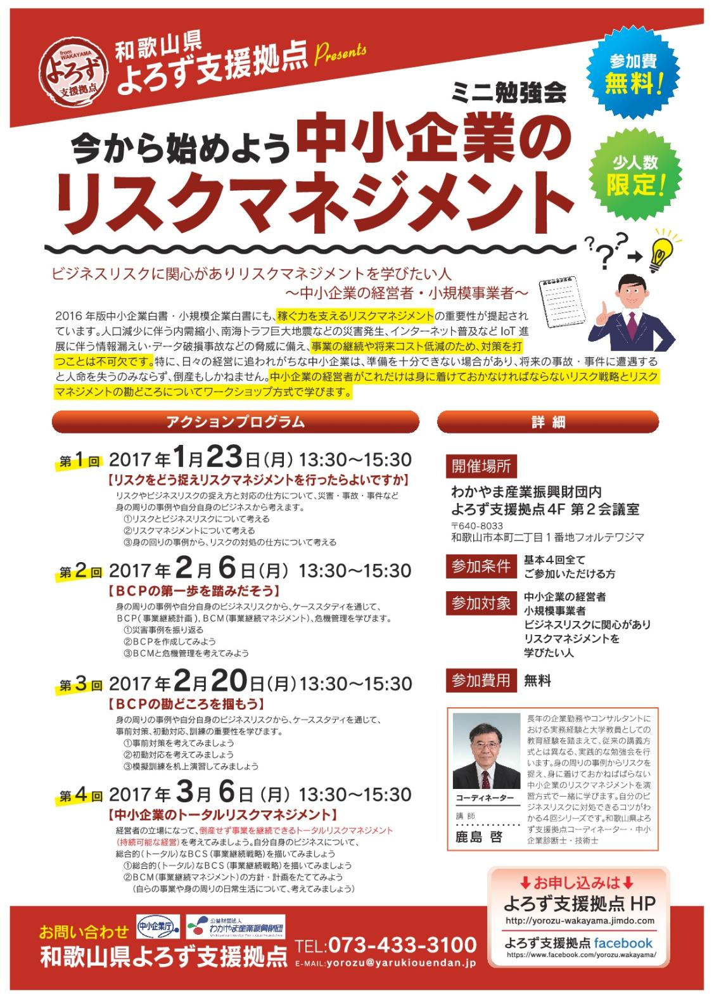 from
WAKAYAMA
よろず
支援拠点
和歌山県
よろず支援拠点 Presents
参加費
無料!
ミニ勉強会
今から始めよう中小企業の
リスクマネジメント
少人数
限定!
ビジネスリスクに関心がありリスクマネジメントを学びたい人
〜中小企業の経営者・小規模事業者〜
2016 年版中小企業白書・小規模企業白書にも、稼ぐ力を支えるリスクマネジメントの重要性が提起され
ています。人口減少に伴う内需縮小、南海トラフ巨大地震などの災害発生、インターネット普及など IoT 進
展に伴う情報漏えい・データ破損事故などの脅威に備え、事業の継続や将来コスト低減のため、対策を打
つことは不可欠です。特に、日々の経営に追われがちな中小企業は、準備を十分できない場合があり、将来の事故・事件に遭遇する
と人命を失うのみならず、倒産もしかねません。中小企業の経営者がこれだけは身に着けておかなければならないリスク戦略とリスク
マネジメントの勘どころについてワークショップ方式で学びます。
アクションプログラム
第1回 2017年1月23日(月) 13:30〜15:30
【リスクをどう捉えリスクマネジメントを行ったらよいですか】
リスクやビジネスリスクの捉え方と対応の仕方について、災害・事故・事件など
身の周りの事例や自分自身のビジネスから考えます。
①リスクとビジネスリスクについて考える
②リスクマネジメントについて考える
③身の回りの事例から、リスクの対処の仕方について考える
第2回 2017年2月6日(月) 13:30〜15:30
【BCPの第一歩を踏みだそう】
身の周りの事例や自分自身のビジネスリスクから、ケーススタディを通じて、
BCP(事業継続計画),BCM(事業継続マネジメント)、危機管理を学びます。
①災害事例を振り返る
②BCPを作成してみよう
③BCMと危機管理を考えてみよう
第3回 2017年2月20日(月)13:30〜15:30
【BCPの勘どころを掴もう】
身の周りの事例や自分自身のビジネスリスクから、ケーススタディを通じて、
事前対策、初動対応、訓練の重要性を学びます。
①事前対策を考えてみましょう
②初動対応を考えてみましょう
③模擬訓練を机上演習してみましょう
第4回 2017年3月6日(月) 13:30〜15:30
【中小企業のトータルリスクマネジメント】
経営者の立場になって、倒産せず事業を継続できるトータルリスクマネジメント
(持続可能な経営)を考えてみましょう。自分自身のビジネスについて、
総合的(トータル)なBCS(事業継続戦略)を描いてみましょう
①総合的(トータル)なBCS(事業継続戦略)を描いてみましょう
②BCM(事業継続マネジメント)の方針・計画をたててみよう
(自らの事業や身の周りの日常生活について、考えてみましょう)
詳細
開催場所
わかやま産業振興財団内
よろず支援拠点4F 第2会議室
〒640-8033
和歌山市本町二丁目1番地フォルテワジマ
参加条件
基本4回全て
ご参加いただける方
参加対象
中小企業の経営者
小規模事業者
ビジネスリスクに関心があり
リスクマネジメントを
学びたい人
参加費用 無料
コーディネーター
講師
鹿島 啓
長年の企業勤務やコンサルタントに
おける実務経験と大学教員としての
教育経験を踏まえて、従来の講義方
式とは異なる、実践的な勉強会を行
います。身の周りの事例からリスクを
捉え、身に着けておかねばばらない
中小企業のリスクマネジメントを演
習方式で一緒に学びます。自分のビ
ジネスリスクに対処できるコツがわ
かる4回シリーズです。和歌山県よろ
ず支援拠点コーディネーター・中小
企業診断士・技術士
⬇お申し込みは⬇
よろず支援拠点 HP
http://yorozu-wakayama.jimdo.com
よろず支援拠点 facebook
https://www.facebook.com/yorozu.wakayama/
お問い合わせ
中小企業庁
公益財団法人
わかやま産業振興財団
Wakayama Industry Promotion Foundation
和歌山県よろず支援拠点
TEL:073-433-3100
E-MAIL:yorozu@yarukiouendan.jp